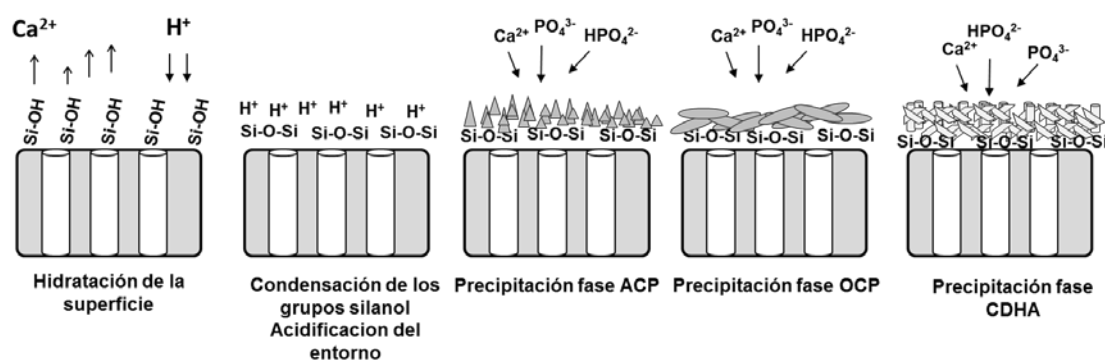 Ca²⁺ H⁺
Si-OH Si-OH Si-OH Si-OH Si-OH
Hidratación de la
superficie
H⁺ H⁺ H⁺ H⁺ H⁺ H⁺
Si-O-Si Si-O-Si Si-O-Si
Condensación de los
grupos silanol
Acidificacion del
entorno
Ca²⁺ PO₄³⁻ HPO₄²⁻
Si-O-Si Si-O-Si Si-O-Si
Precipitación fase ACP
Ca²⁺ PO₄³⁻ HPO₄²⁻
Si-O-Si Si-O-Si Si-O-Si
Precipitación fase OCP
HPO₄²⁻
Ca²⁺ PO₄³⁻
Si-O-Si Si-O-Si Si-O-Si
Precipitación fase
CDHA